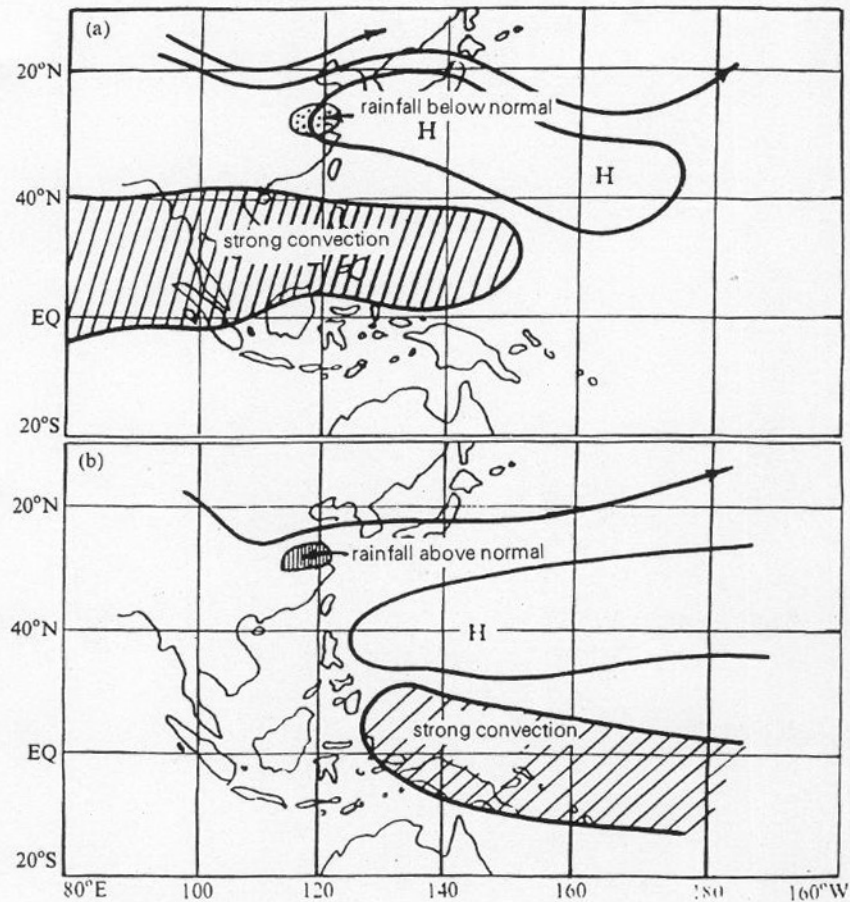 (a)
20°N
rainfall below normal
H
H
40°N
strong convection
EQ
20°S
(b)
20°N
rainfall above normal
40°N
H
strong convection
EQ
20°S
80°E 100 120 140 160 180 160°W